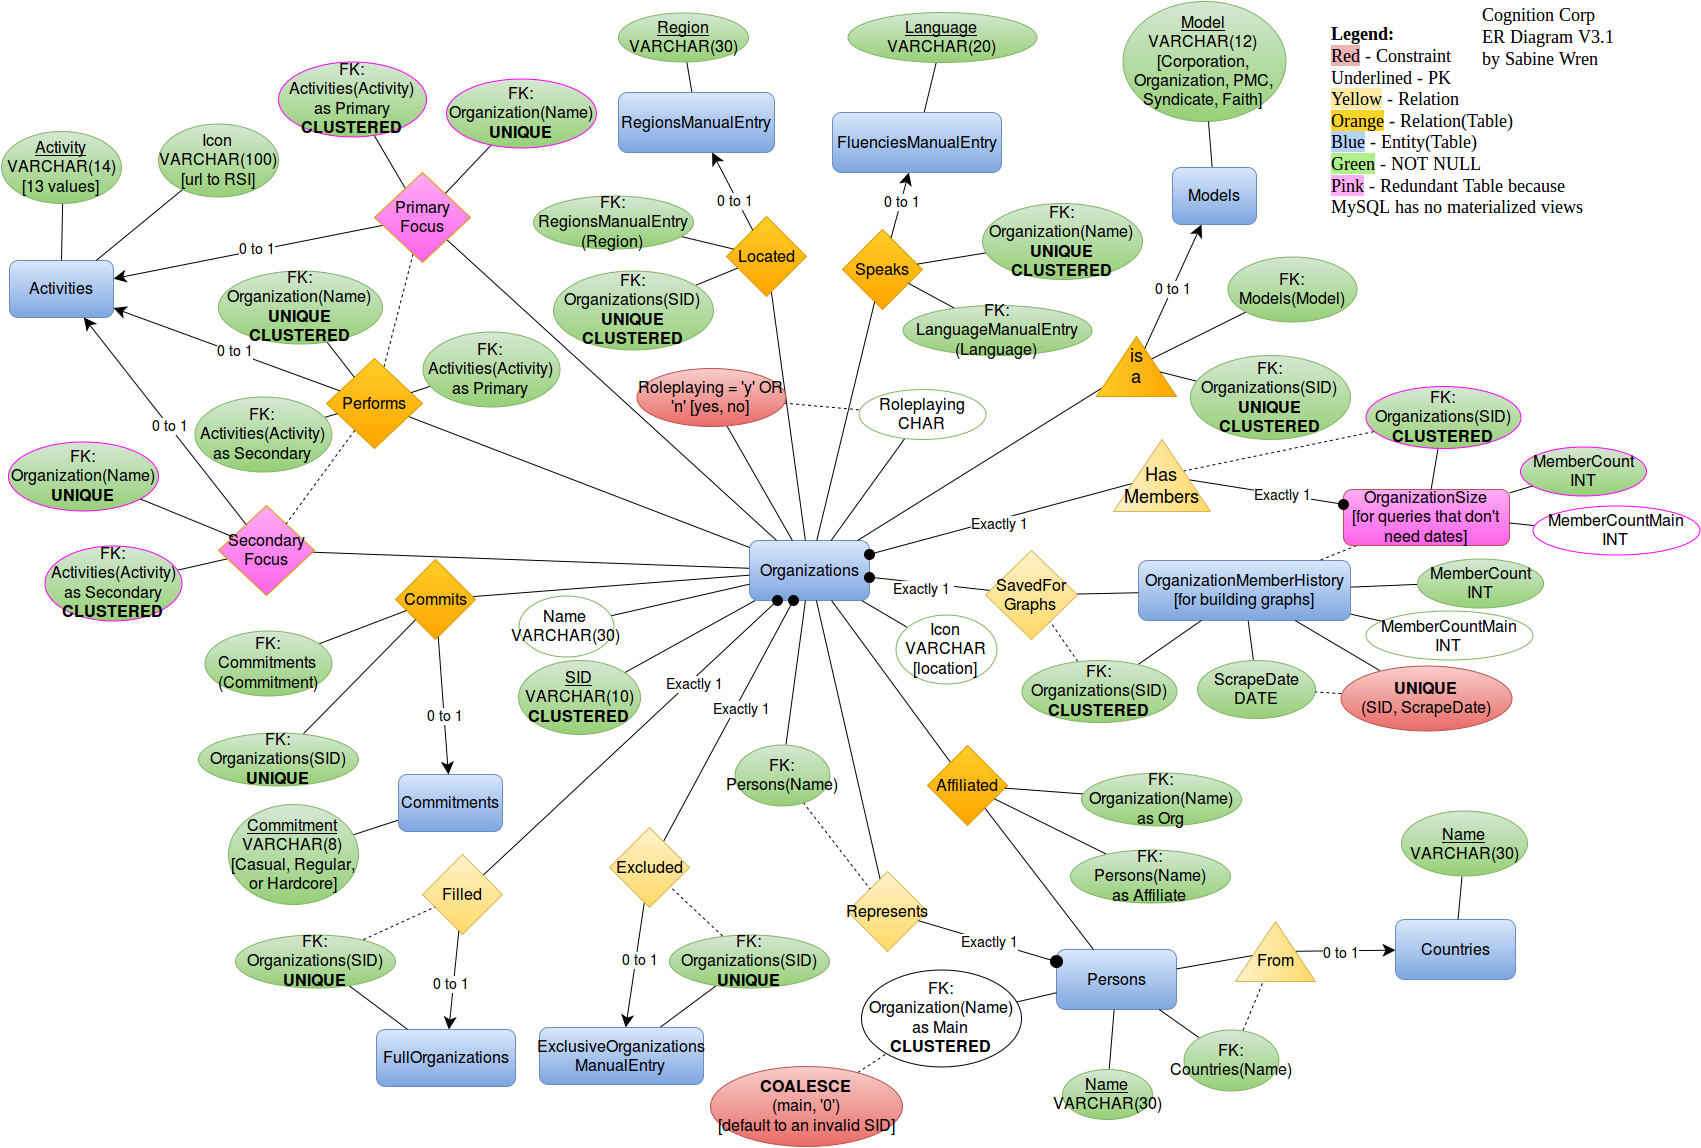 Cognition Corp
ER Diagram V3.1
by Sabine Wren
Legend:
Red - Constraint
Underlined - PK
Yellow - Relation
Orange - Relation(Table)
Blue - Entity(Table)
Green - NOT NULL
Pink - Redundant Table because
MySQL has no materialized views
Region
VARCHAR(30)
Language
VARCHAR(20)
Model
VARCHAR(12)
[Corporation,
Organization, PMC,
Syndicate, Faith]
FK:
Activities(Activity)
as Primary
CLUSTERED
FK:
Organization(Name)
UNIQUE
RegionsManualEntry
FluenciesManualEntry
Models
Activity
VARCHAR(14)
[13 values]
Icon
VARCHAR(100)
[url to RSI]
Primary
Focus
0 to 1
0 to 1
0 to 1
0 to 1
FK:
RegionsManualEntry
(Region)
Located
Speaks
FK:
Organization(Name)
UNIQUE
CLUSTERED
Activities
FK:
Organization(Name)
UNIQUE
CLUSTERED
FK:
Organizations(SID)
UNIQUE
CLUSTERED
FK:
LanguageManualEntry
(Language)
FK:
Models(Model)
0 to 1
is
a
FK:
Activities(Activity)
as Primary
Performs
FK:
Activities(Activity)
as Secondary
0 to 1
Roleplaying = 'y' OR
'n' [yes, no]
Roleplaying
CHAR
FK:
Organizations(SID)
UNIQUE
CLUSTERED
FK:
Organizations(SID)
CLUSTERED
FK:
Organization(Name)
UNIQUE
Has
Members
Exactly 1
Exactly 1
OrganizationSize
[for queries that don't
need dates]
MemberCount
INT
MemberCountMain
INT
Secondary
Focus
FK:
Activities(Activity)
as Secondary
CLUSTERED
Commits
Organizations
Exactly 1
SavedFor
Graphs
OrganizationMemberHistory
[for building graphs]
MemberCount
INT
MemberCountMain
INT
Name
VARCHAR(30)
SID
VARCHAR(10)
CLUSTERED
Icon
VARCHAR
[location]
FK:
Organizations(SID)
CLUSTERED
ScrapeDate
DATE
UNIQUE
(SID, ScrapeDate)
FK:
Commitments
(Commitment)
FK:
Organizations(SID)
UNIQUE
0 to 1
Exactly 1
Exactly 1
Commitments
Commitment
VARCHAR(8)
[Casual, Regular,
or Hardcore]
FK:
Persons(Name)
Affiliated
FK:
Organization(Name)
as Org
FK:
Persons(Name)
as Affiliate
Name
VARCHAR(30)
Filled
Excluded
Represents
Exactly 1
FK:
Organizations(SID)
UNIQUE
0 to 1
0 to 1
FK:
Organizations(SID)
UNIQUE
Persons
From
0 to 1
Countries
FK:
Organization(Name)
as Main
CLUSTERED
FullOrganizations
ExclusiveOrganizations
ManualEntry
COALESCE
(main, '0')
[default to an invalid SID]
Name
VARCHAR(30)
FK:
Countries(Name)